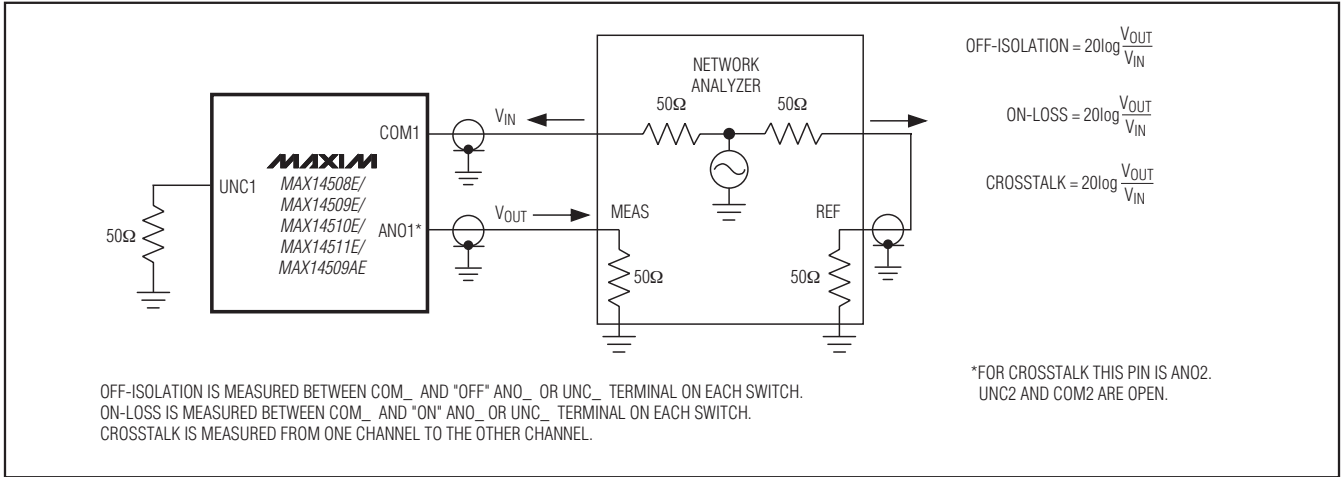 NETWORK
ANALYZER
50Ω
50Ω
COM1
VIN
UNC1
MAXIM
MAX14508E/
MAX14509E/
MAX14510E/
MAX14511E/
MAX14509AE
50Ω
ANO1*
VOUT
MEAS
REF
50Ω
50Ω
OFF-ISOLATION = 20log VOUT/VIN
ON-LOSS = 20log VOUT/VIN
CROSSTALK = 20log VOUT/VIN
OFF-ISOLATION IS MEASURED BETWEEN COM_ AND "OFF" ANO_ OR UNC_ TERMINAL ON EACH SWITCH.
ON-LOSS IS MEASURED BETWEEN COM_ AND "ON" ANO_ OR UNC_ TERMINAL ON EACH SWITCH.
CROSSTALK IS MEASURED FROM ONE CHANNEL TO THE OTHER CHANNEL.
*FOR CROSSTALK THIS PIN IS ANO2.
UNC2 AND COM2 ARE OPEN.